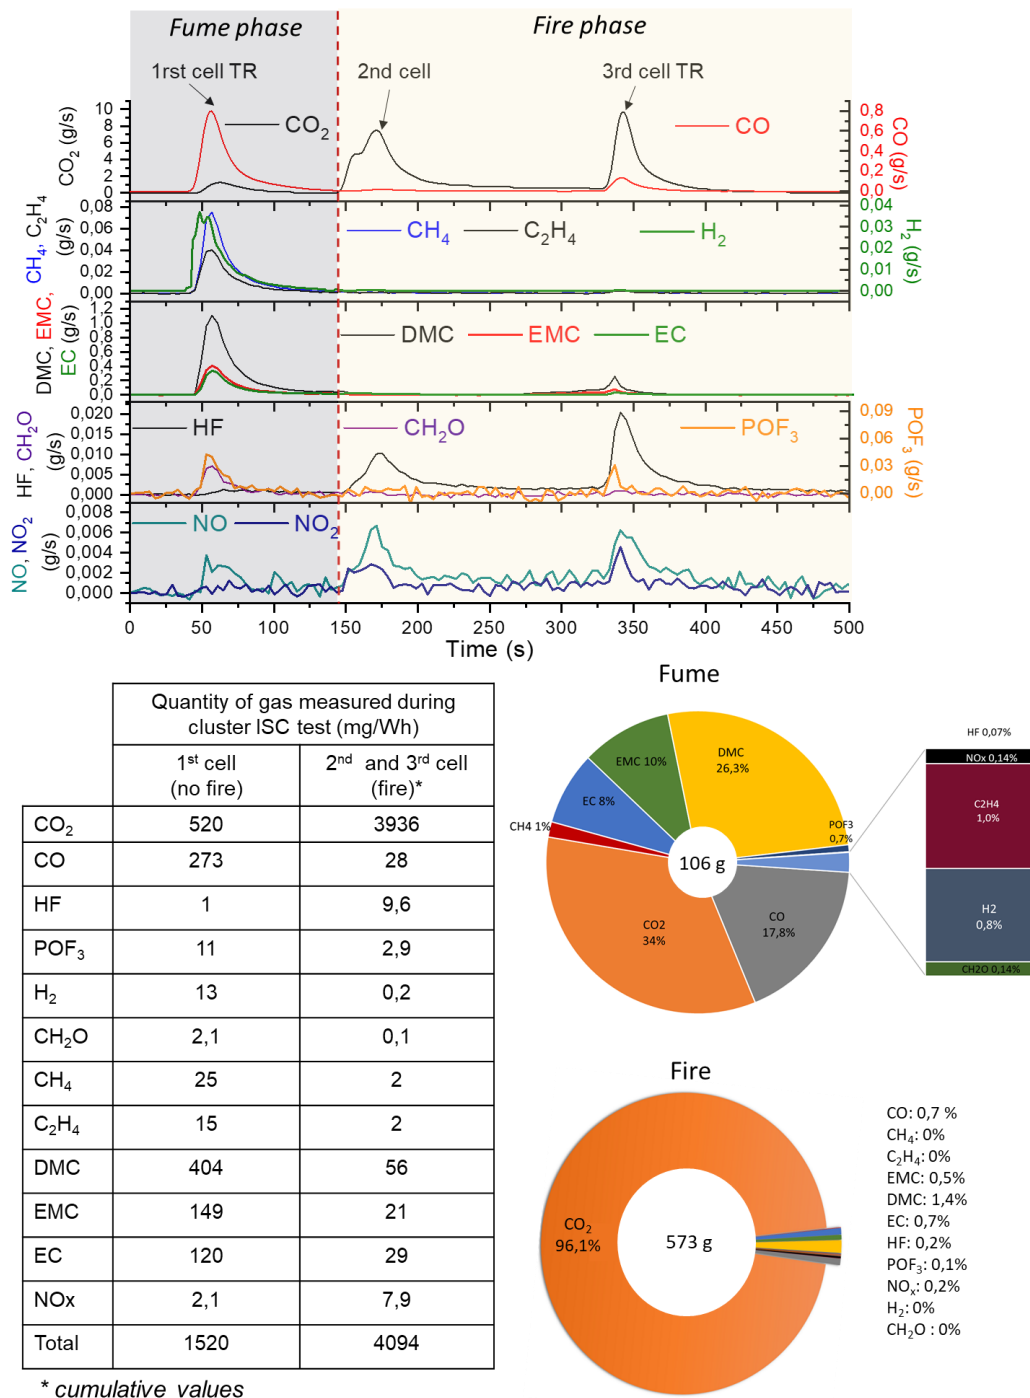 Fume phase
Fire phase
1rst cell TR
2nd cell
3rd cell TR
CO2 (g/s)
10
8
6
4
2
0
CO2
CO
0,8
0,6
0,4
0,2
0,0
CO (g/s)
CH4, C2H4
(g/s)
0,08
0,06
0,04
0,02
0,00
CH4
C2H4
H2
0,04
0,03
0,02
0,01
0,00
H2 (g/s)
DMC, EMC,
EC (g/s)
1,2
1,0
0,8
0,6
0,4
0,2
0,0
DMC
EMC
EC
HF, CH2O
(g/s)
0,020
0,015
0,010
0,005
0,000
HF
CH2O
POF3
0,09
0,06
0,03
0,00
POF3 (g/s)
NO, NO2
(g/s)
0,008
0,006
0,004
0,002
0,000
NO
NO2
0 50 100 150 200 250 300 350 400 450 500
Time (s)
Quantity of gas measured during
cluster ISC test (mg/Wh)
1st cell
(no fire)
2nd and 3rd cell
(fire)*
CO2 520 3936
CO 273 28
HF 1 9,6
POF3 11 2,9
H2 13 0,2
CH2O 2,1 0,1
CH4 25 2
C2H4 15 2
DMC 404 56
EMC 149 21
EC 120 29
NOx 2,1 7,9
Total 1520 4094
* cumulative values
Fume
DMC
26,3%
EMC 10%
EC 8%
CH4 1%
CO2
34%
CO
17,8%
POF3
0,7%
106 g
HF 0,07%
NOx 0,14%
C2H4
1,0%
H2
0,8%
CH2O 0,14%
Fire
CO2
96,1%
573 g
CO: 0,7 %
CH4: 0%
C2H4: 0%
EMC: 0,5%
DMC: 1,4%
EC: 0,7%
HF: 0,2%
POF3: 0,1%
NOx: 0,2%
H2: 0%
CH2O : 0%